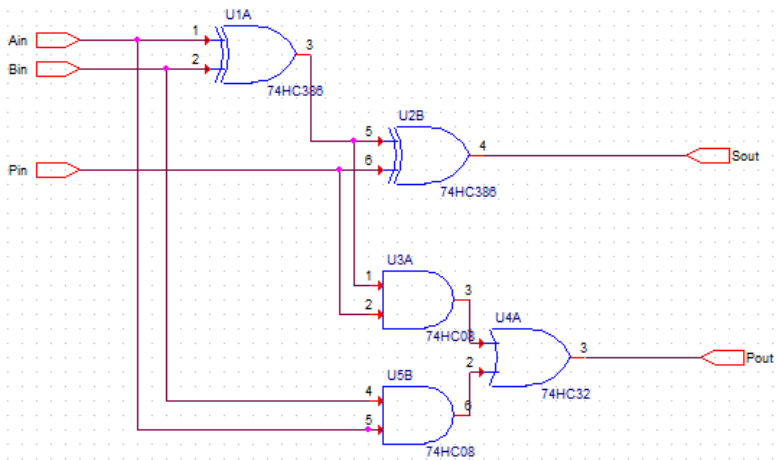 U1A
Ain 1
3
Bin 2
74HC386
U2B
5
4
Sout
Pin 6
74HC386
U3A
1
3
2
U4A
74HC08
3
Pout
2
U5B
74HC32
4
6
5
74HC08